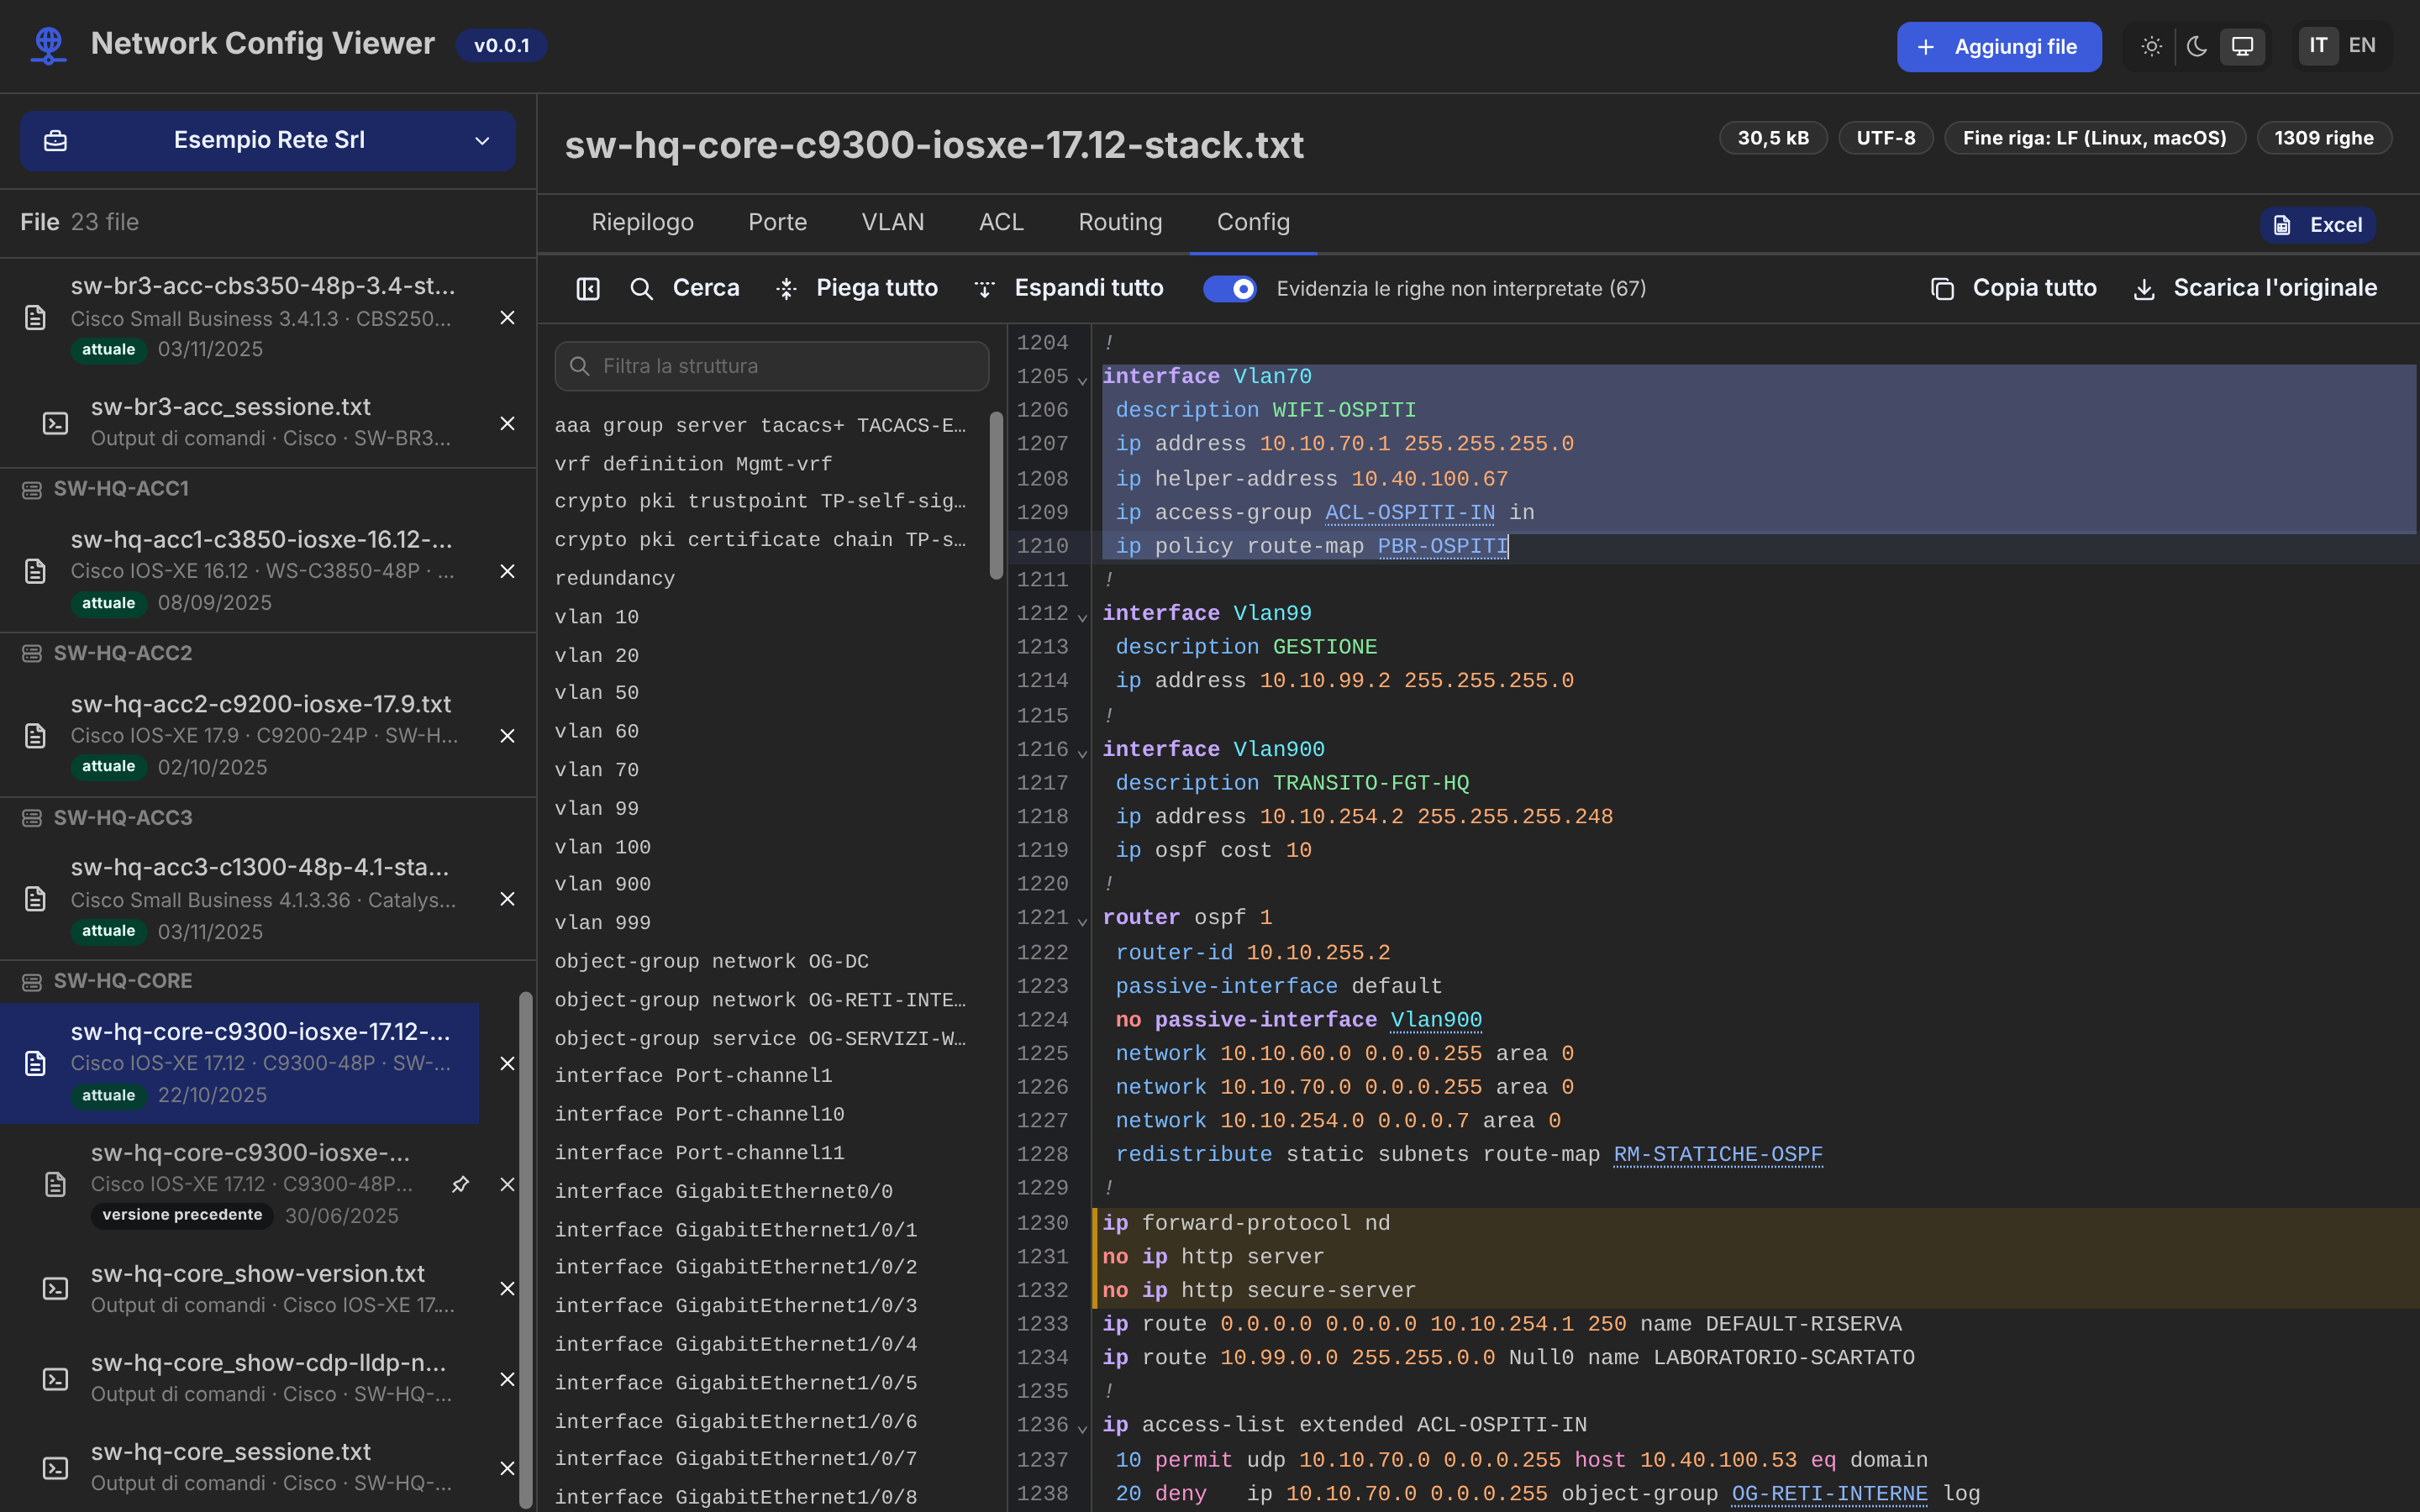 Network Config Viewer v0.0.1
Aggiungi file
IT EN
Esempio Rete Srl
File 23 file
sw-br3-acc-cbs350-48p-3.4-st...
Cisco Small Business 3.4.1.3 · CBS250...
attuale 03/11/2025
sw-br3-acc_sessione.txt
Output di comandi · Cisco · SW-BR3...
SW-HQ-ACC1
sw-hq-acc1-c3850-iosxe-16.12-...
Cisco IOS-XE 16.12 · WS-C3850-48P · ...
attuale 08/09/2025
SW-HQ-ACC2
sw-hq-acc2-c9200-iosxe-17.9.txt
Cisco IOS-XE 17.9 · C9200-24P · SW-H...
attuale 02/10/2025
SW-HQ-ACC3
sw-hq-acc3-c1300-48p-4.1-sta...
Cisco Small Business 4.1.3.36 · Catalys...
attuale 03/11/2025
SW-HQ-CORE
sw-hq-core-c9300-iosxe-17.12-...
Cisco IOS-XE 17.12 · C9300-48P · SW-...
attuale 22/10/2025
sw-hq-core-c9300-iosxe-...
Cisco IOS-XE 17.12 · C9300-48P...
versione precedente 30/06/2025
sw-hq-core_show-version.txt
Output di comandi · Cisco IOS-XE 17....
sw-hq-core_show-cdp-lldp-n...
Output di comandi · Cisco · SW-HQ-...
sw-hq-core_sessione.txt
Output di comandi · Cisco · SW-HQ-...
sw-hq-core-c9300-iosxe-17.12-stack.txt
30,5 kB UTF-8 Fine riga: LF (Linux, macOS) 1309 righe
Riepilogo Porte VLAN ACL Routing Config
Excel
Cerca Piega tutto Espandi tutto Evidenzia le righe non interpretate (67)
Copia tutto Scarica l'originale
Filtra la struttura
aaa group server tacacs+ TACACS-E...
vrf definition Mgmt-vrf
crypto pki trustpoint TP-self-sig...
crypto pki certificate chain TP-s...
redundancy
vlan 10
vlan 20
vlan 50
vlan 60
vlan 70
vlan 99
vlan 100
vlan 900
vlan 999
object-group network OG-DC
object-group network OG-RETI-INTE...
object-group service OG-SERVIZI-W...
interface Port-channel1
interface Port-channel10
interface Port-channel11
interface GigabitEthernet0/0
interface GigabitEthernet1/0/1
interface GigabitEthernet1/0/2
interface GigabitEthernet1/0/3
interface GigabitEthernet1/0/4
interface GigabitEthernet1/0/5
interface GigabitEthernet1/0/6
interface GigabitEthernet1/0/7
interface GigabitEthernet1/0/8
1204 !
1205 interface Vlan70
1206 description WIFI-OSPITI
1207 ip address 10.10.70.1 255.255.255.0
1208 ip helper-address 10.40.100.67
1209 ip access-group ACL-OSPITI-IN in
1210 ip policy route-map PBR-OSPITI
1211 !
1212 interface Vlan99
1213 description GESTIONE
1214 ip address 10.10.99.2 255.255.255.0
1215 !
1216 interface Vlan900
1217 description TRANSITO-FGT-HQ
1218 ip address 10.10.254.2 255.255.255.248
1219 ip ospf cost 10
1220 !
1221 router ospf 1
1222 router-id 10.10.255.2
1223 passive-interface default
1224 no passive-interface Vlan900
1225 network 10.10.60.0 0.0.0.255 area 0
1226 network 10.10.70.0 0.0.0.255 area 0
1227 network 10.10.254.0 0.0.0.7 area 0
1228 redistribute static subnets route-map RM-STATICHE-OSPF
1229 !
1230 ip forward-protocol nd
1231 no ip http server
1232 no ip http secure-server
1233 ip route 0.0.0.0 0.0.0.0 10.10.254.1 250 name DEFAULT-RISERVA
1234 ip route 10.99.0.0 255.255.0.0 Null0 name LABORATORIO-SCARTATO
1235 !
1236 ip access-list extended ACL-OSPITI-IN
1237 10 permit udp 10.10.70.0 0.0.0.255 host 10.40.100.53 eq domain
1238 20 deny ip 10.10.70.0 0.0.0.255 object-group OG-RETI-INTERNE log